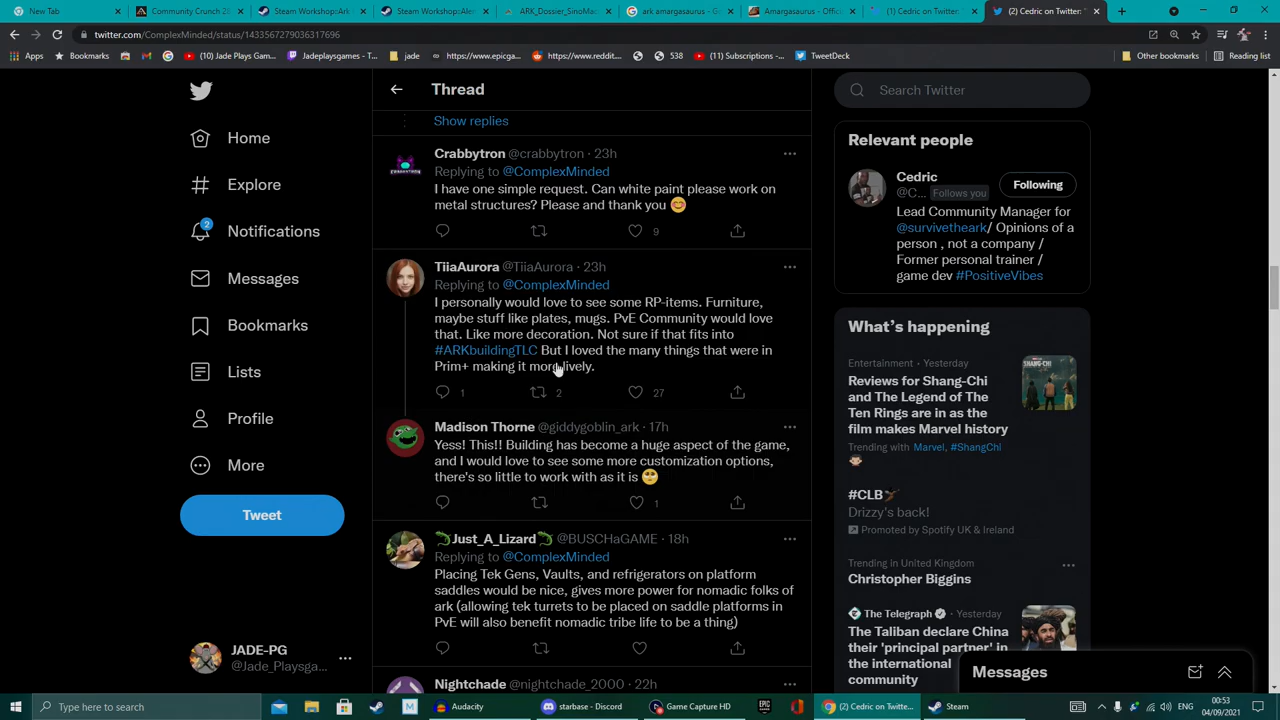 New Tab
Community Crunch 28
Steam Workshop::Ark
Steam Workshop::Aler
ARK_Dossier_SinoMac
ark amargasaurus - G
Amargasaurus - Offici
(1) Cedric on Twitter:
(2) Cedric on Twitter: "
twitter.com/ComplexMinded/status/1433567279036317696
Apps
Bookmarks
(10) Jade Plays Gam...
Jadeplaysgames - T...
jade
https://www.epicga...
https://www.reddit...
538
(11) Subscriptions -...
TweetDeck
Other bookmarks
Reading list
Home
Explore
2
Notifications
Messages
Bookmarks
Lists
Profile
More
Tweet
JADE-PG
@Jade_Playsga...
Thread
Show replies
Crabbytron @crabbytron · 23h
Replying to @ComplexMinded
I have one simple request. Can white paint please work on
metal structures? Please and thank you 😊
9
TiiaAurora @TiiaAurora · 23h
Replying to @ComplexMinded
I personally would love to see some RP-items. Furniture,
maybe stuff like plates, mugs. PvE Community would love
that. Like more decoration. Not sure if that fits into
#ARKbuildingTLC But I loved the many things that were in
Prim+ making it more lively.
1 2 27
Madison Thorne @giddygoblin_ark · 17h
Yess! This!! Building has become a huge aspect of the game,
and I would love to see some more customization options,
there's so little to work with as it is 🥺
1
🦎Just_A_Lizard🦎 @BUSCHaGAME · 18h
Replying to @ComplexMinded
Placing Tek Gens, Vaults, and refrigerators on platform
saddles would be nice, gives more power for nomadic folks of
ark (allowing tek turrets to be placed on saddle platforms in
PvE will also benefit nomadic tribe life to be a thing)
Nightchade @nightchade_2000 · 22h
Search Twitter
Relevant people
Cedric
@C... Follows you
Following
Lead Community Manager for
@survivetheark/ Opinions of a
person , not a company /
Former personal trainer /
game dev #PositiveVibes
What's happening
Entertainment · Yesterday
Reviews for Shang-Chi
and The Legend of The
Ten Rings are in as the
film makes Marvel history
Trending with Marvel, #ShangChi
#CLB
Drizzy's back!
Promoted by Spotify UK & Ireland
Trending in United Kingdom
Christopher Biggins
The Telegraph · Yesterday
The Taliban declare China
their 'principal partner' in
the international
community
Messages
Type here to search
Audacity
starbase - Discord
Game Capture HD
(2) Cedric on Twitte...
Steam
ENG
00:53
04/09/2021